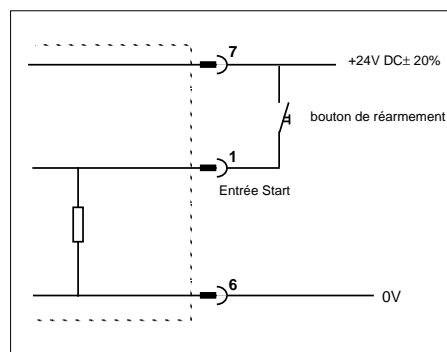 7
+24V DC± 20%
bouton de réarmement
1
Entrée Start
6
0V